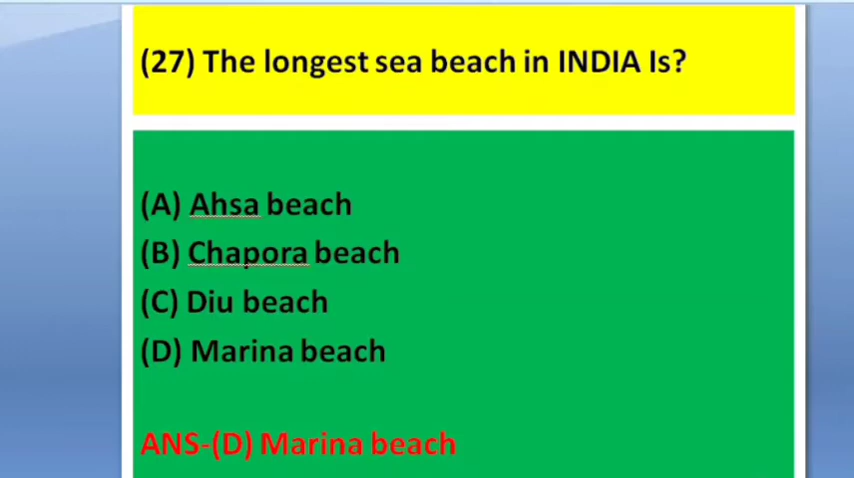 (27) The longest sea beach in INDIA Is?
(A) Ahsa beach
(B) Chapora beach
(C) Diu beach
(D) Marina beach
ANS-(D) Marina beach